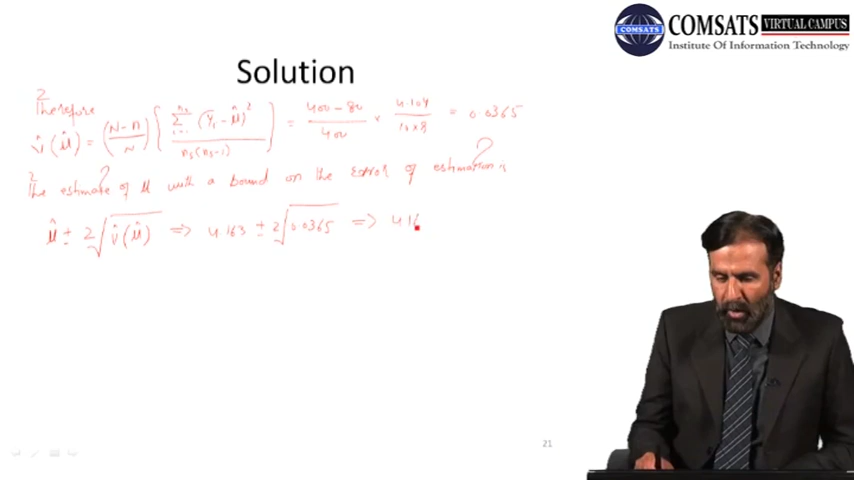 COMSATS VIRTUAL CAMPUS
Institute Of Information Technology
Solution
Therefore
V̂(μ̂) = (N-n/N) { Σ (ȳi - μ̂)² / ns(ns-1) } = 400-80/400 × 4.104/10×8 = 0.0365
The estimate of μ with a bound on the error of estimation is
μ̂ ± 2√V̂(μ̂) ⇒ 4.163 ± 2√0.0365 ⇒ 4.16
21